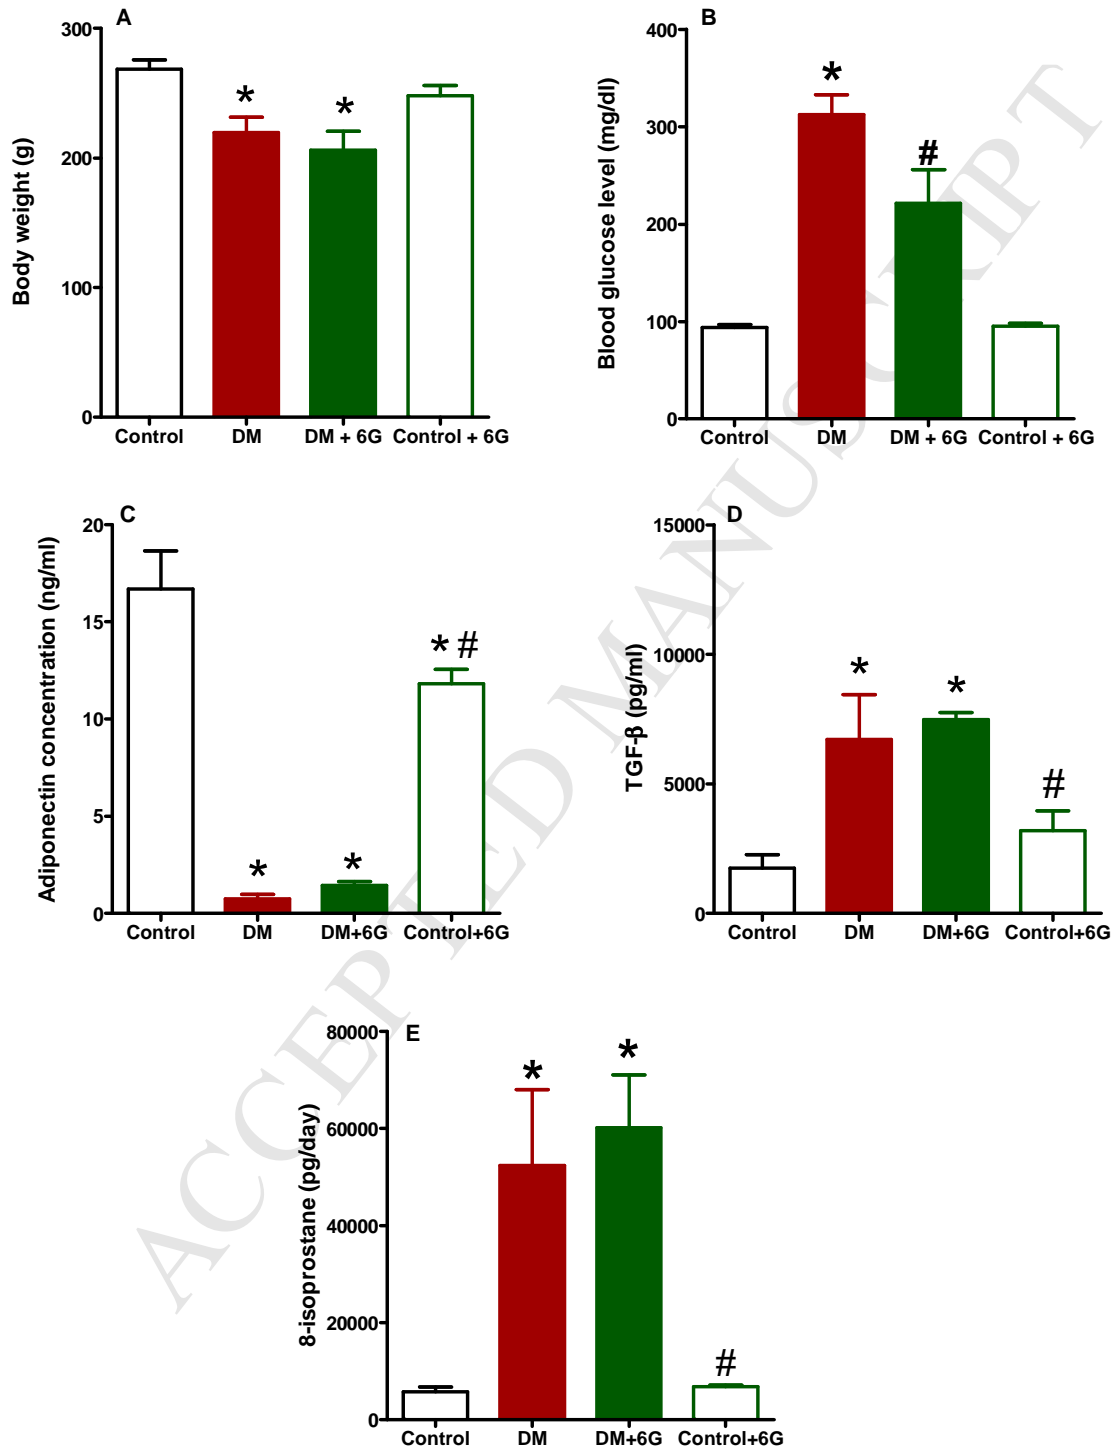 A
300
200
100
0
Body weight (g)
*
*
Control DM DM + 6G Control + 6G
B
400
300
200
100
0
Blood glucose level (mg/dl)
*
#
Control DM DM + 6G Control + 6G
C
20
15
10
5
0
Adiponectin concentration (ng/ml)
*
*
* #
Control DM DM+6G Control+6G
D
15000
10000
5000
0
TGF-β (pg/ml)
*
*
#
Control DM DM+6G Control+6G
E
80000
60000
40000
20000
0
8-isoprostane (pg/day)
*
*
#
Control DM DM+6G Control+6G
ACCEPTED MANUSCRIPT